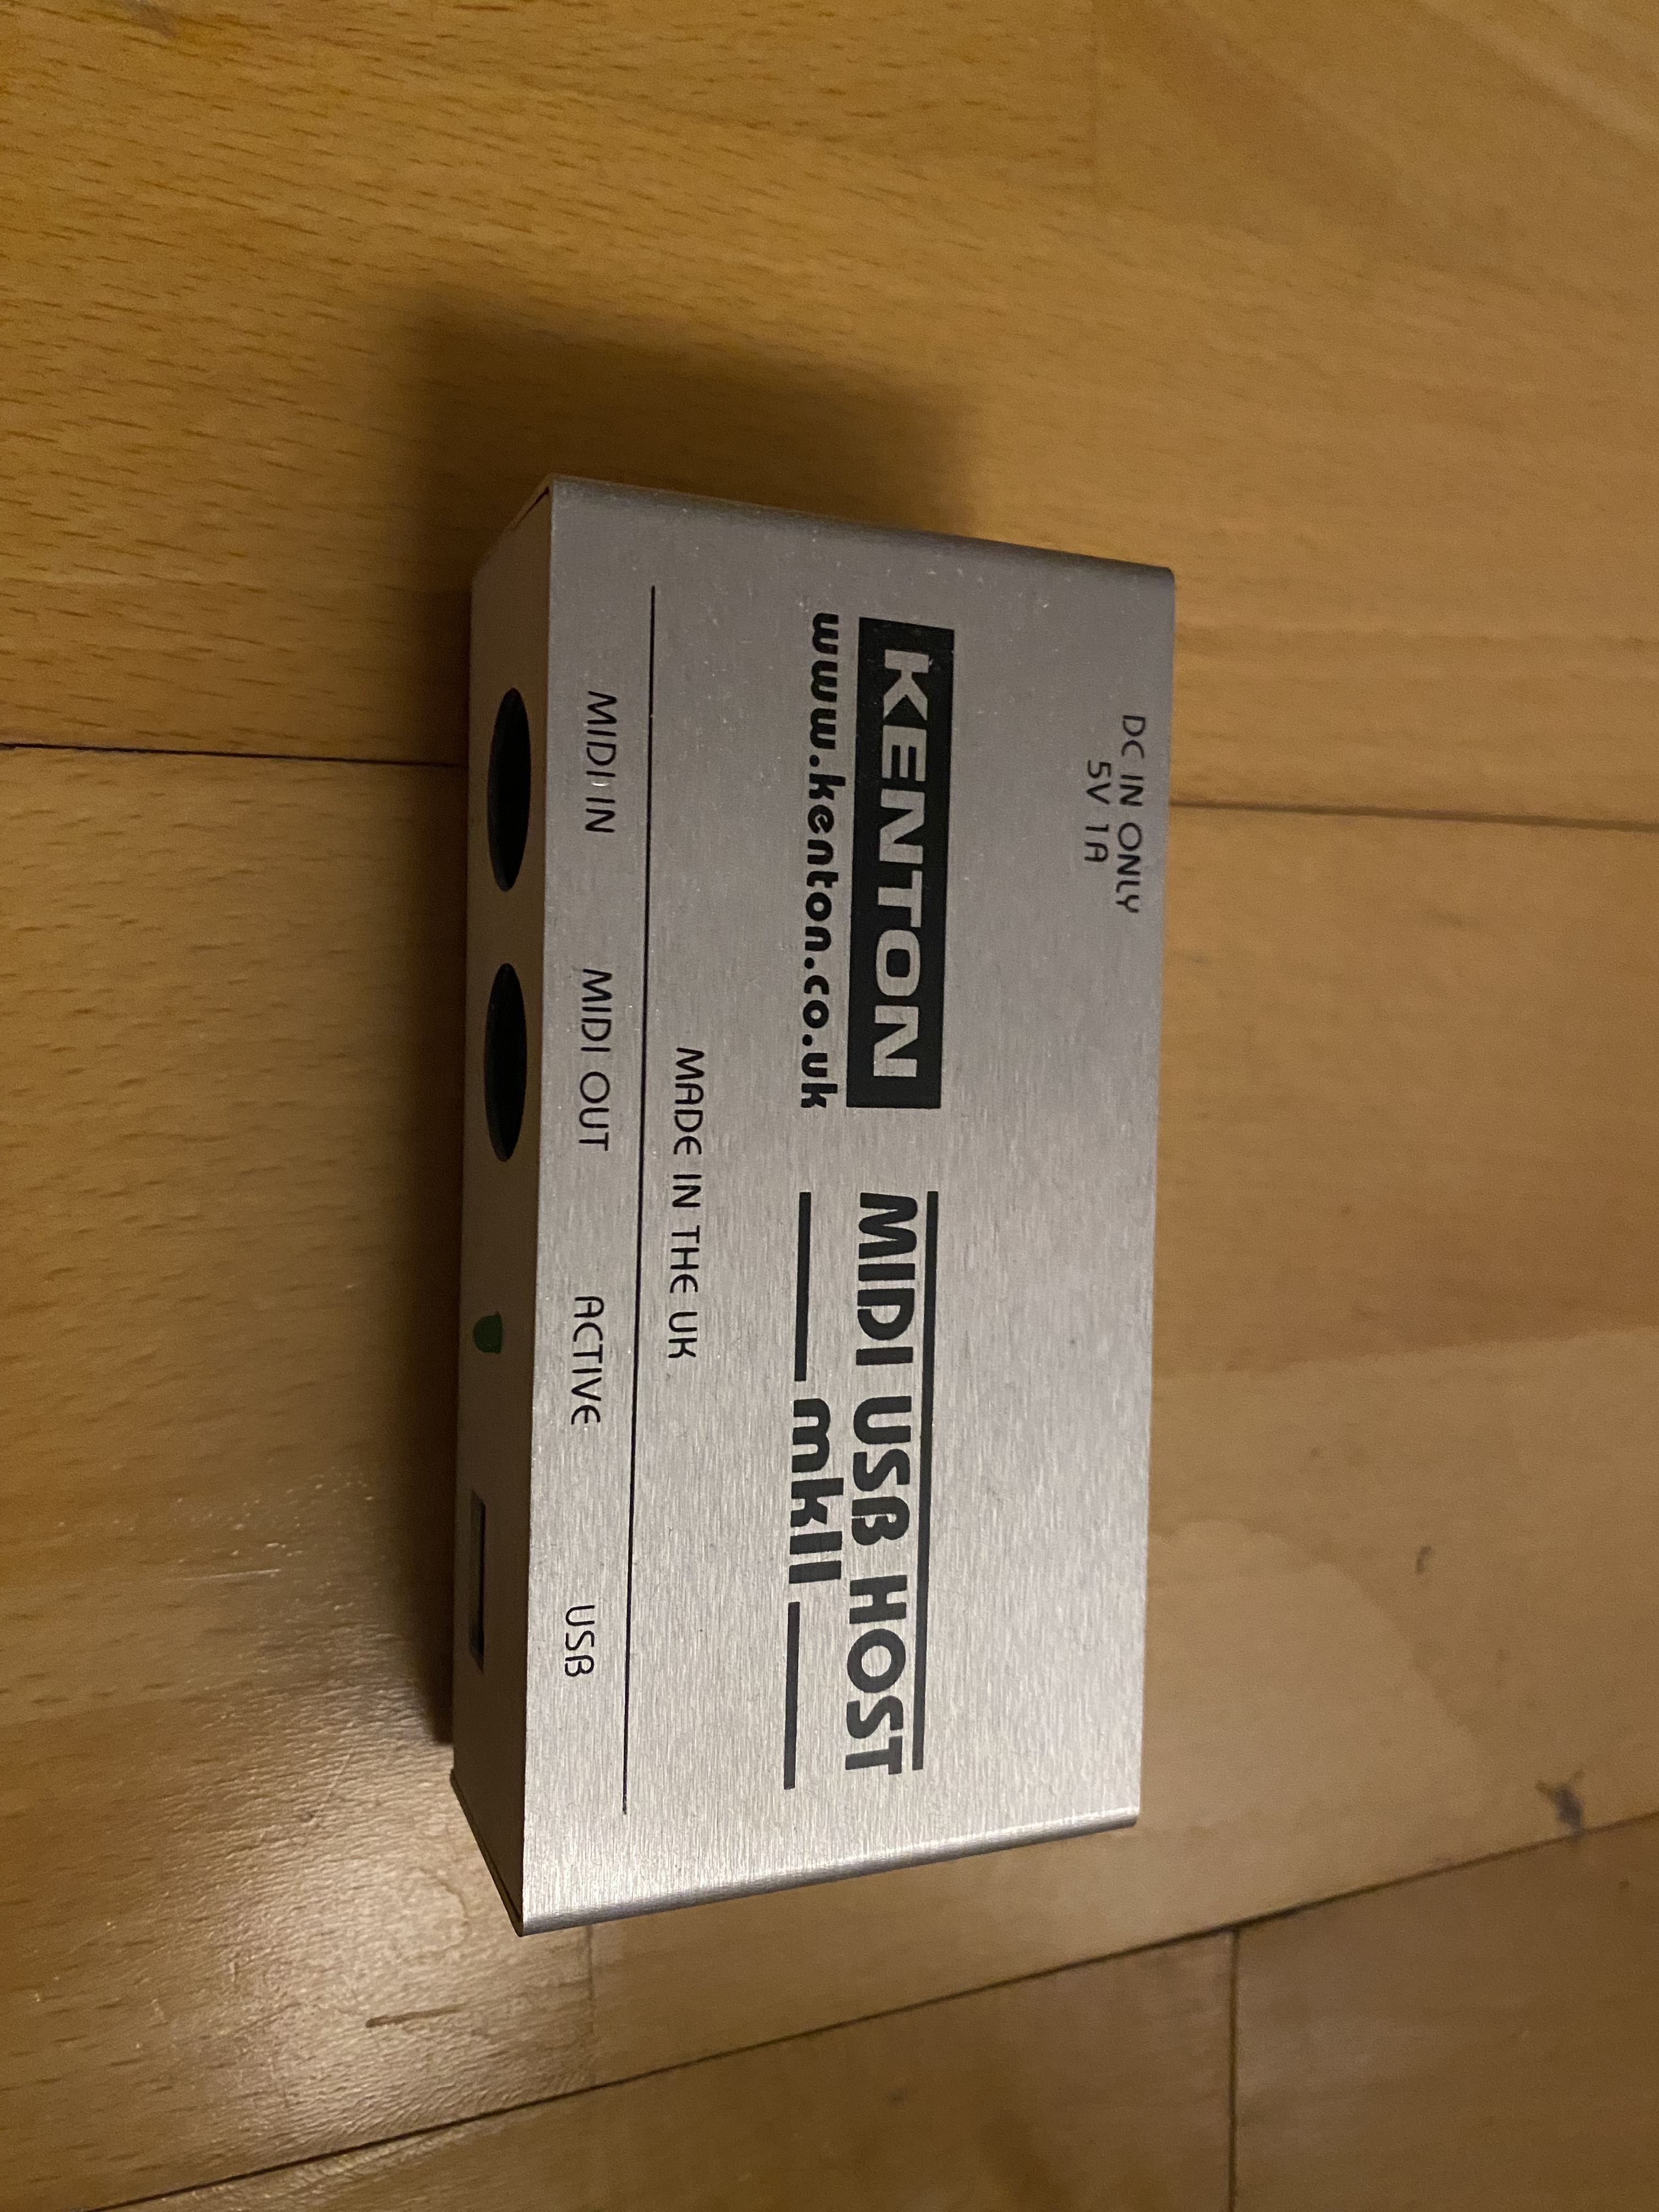 DC IN ONLY
5V 1A
KENTON
www.kenton.co.uk
MIDI USB HOST
mkII
MADE IN THE UK
MIDI IN
MIDI OUT
ACTIVE
USB